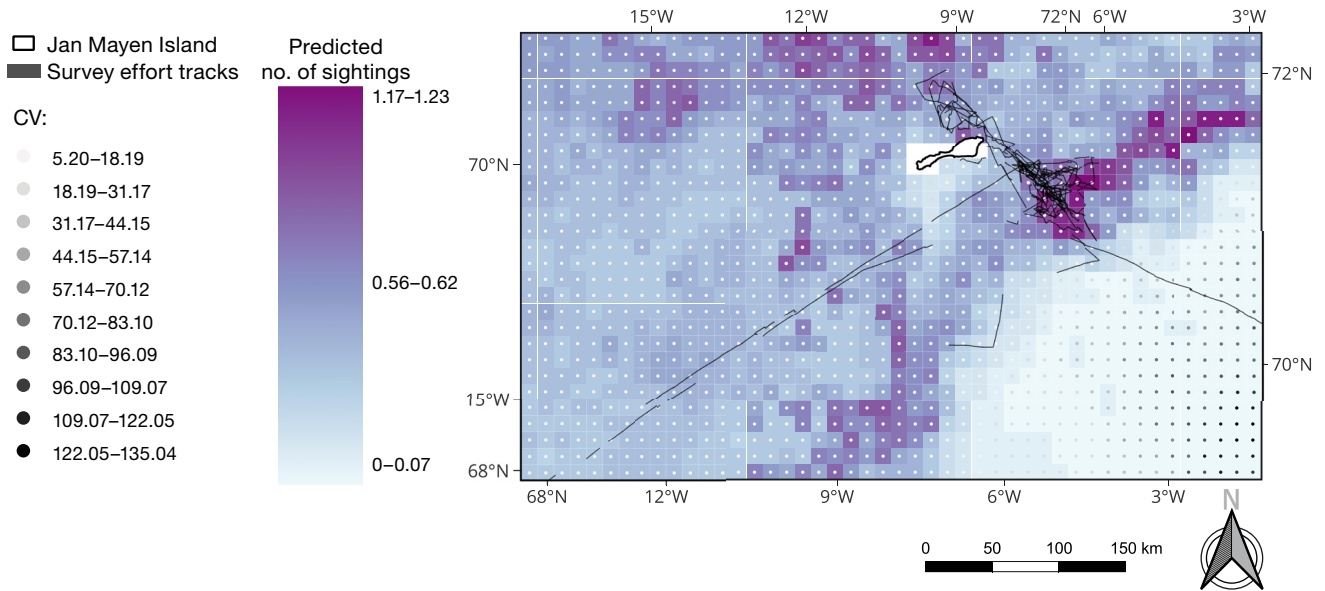 Jan Mayen Island
Survey effort tracks
CV:
5.20–18.19
18.19–31.17
31.17–44.15
44.15–57.14
57.14–70.12
70.12–83.10
83.10–96.09
96.09–109.07
109.07–122.05
122.05–135.04
Predicted
no. of sightings
1.17–1.23
0.56–0.62
0–0.07
15°W 12°W 9°W 72°N 6°W 3°W
72°N
70°N
70°N
15°W
68°N
68°N 12°W 9°W 6°W 3°W
N
0 50 100 150 km